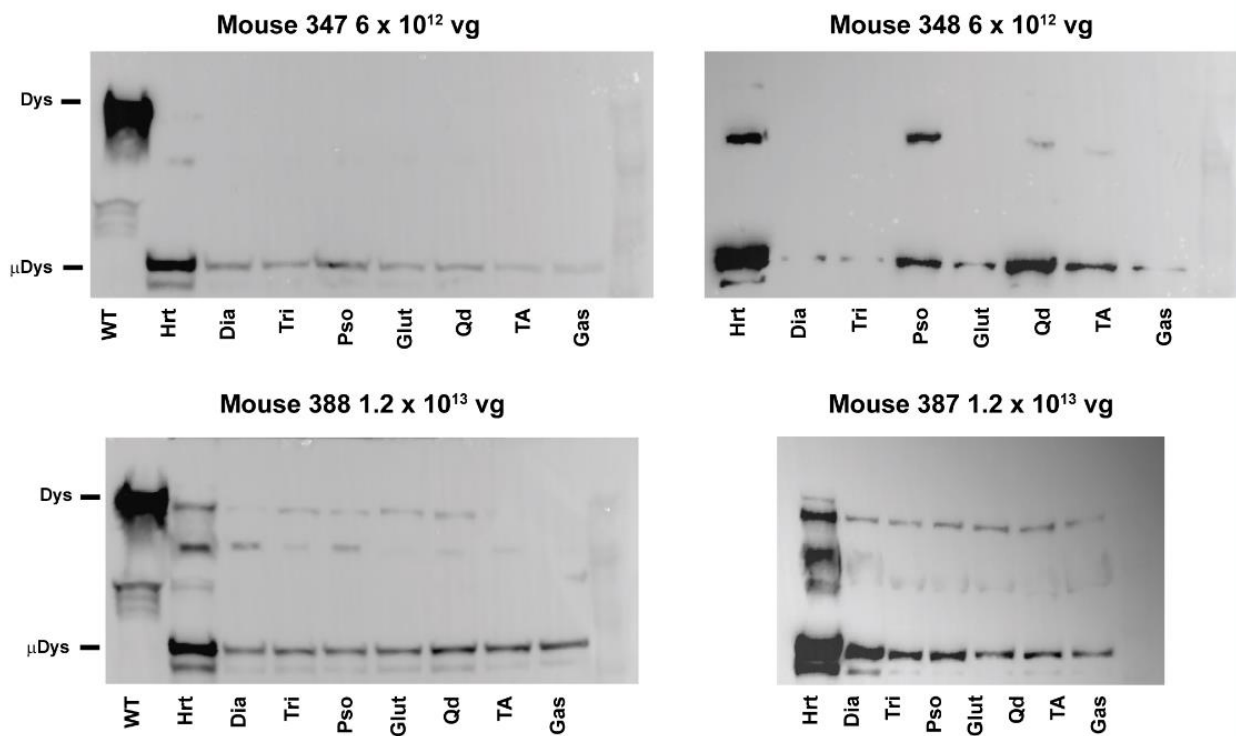 Mouse 347 6 x 10¹² vg
Mouse 348 6 x 10¹² vg
Dys
μDys
WT Hrt Dia Tri Pso Glut Qd TA Gas
Hrt Dia Tri Pso Glut Qd TA Gas
Mouse 388 1.2 x 10¹³ vg
Mouse 387 1.2 x 10¹³ vg
Dys
μDys
WT Hrt Dia Tri Pso Glut Qd TA Gas
Hrt Dia Tri Pso Glut Qd TA Gas